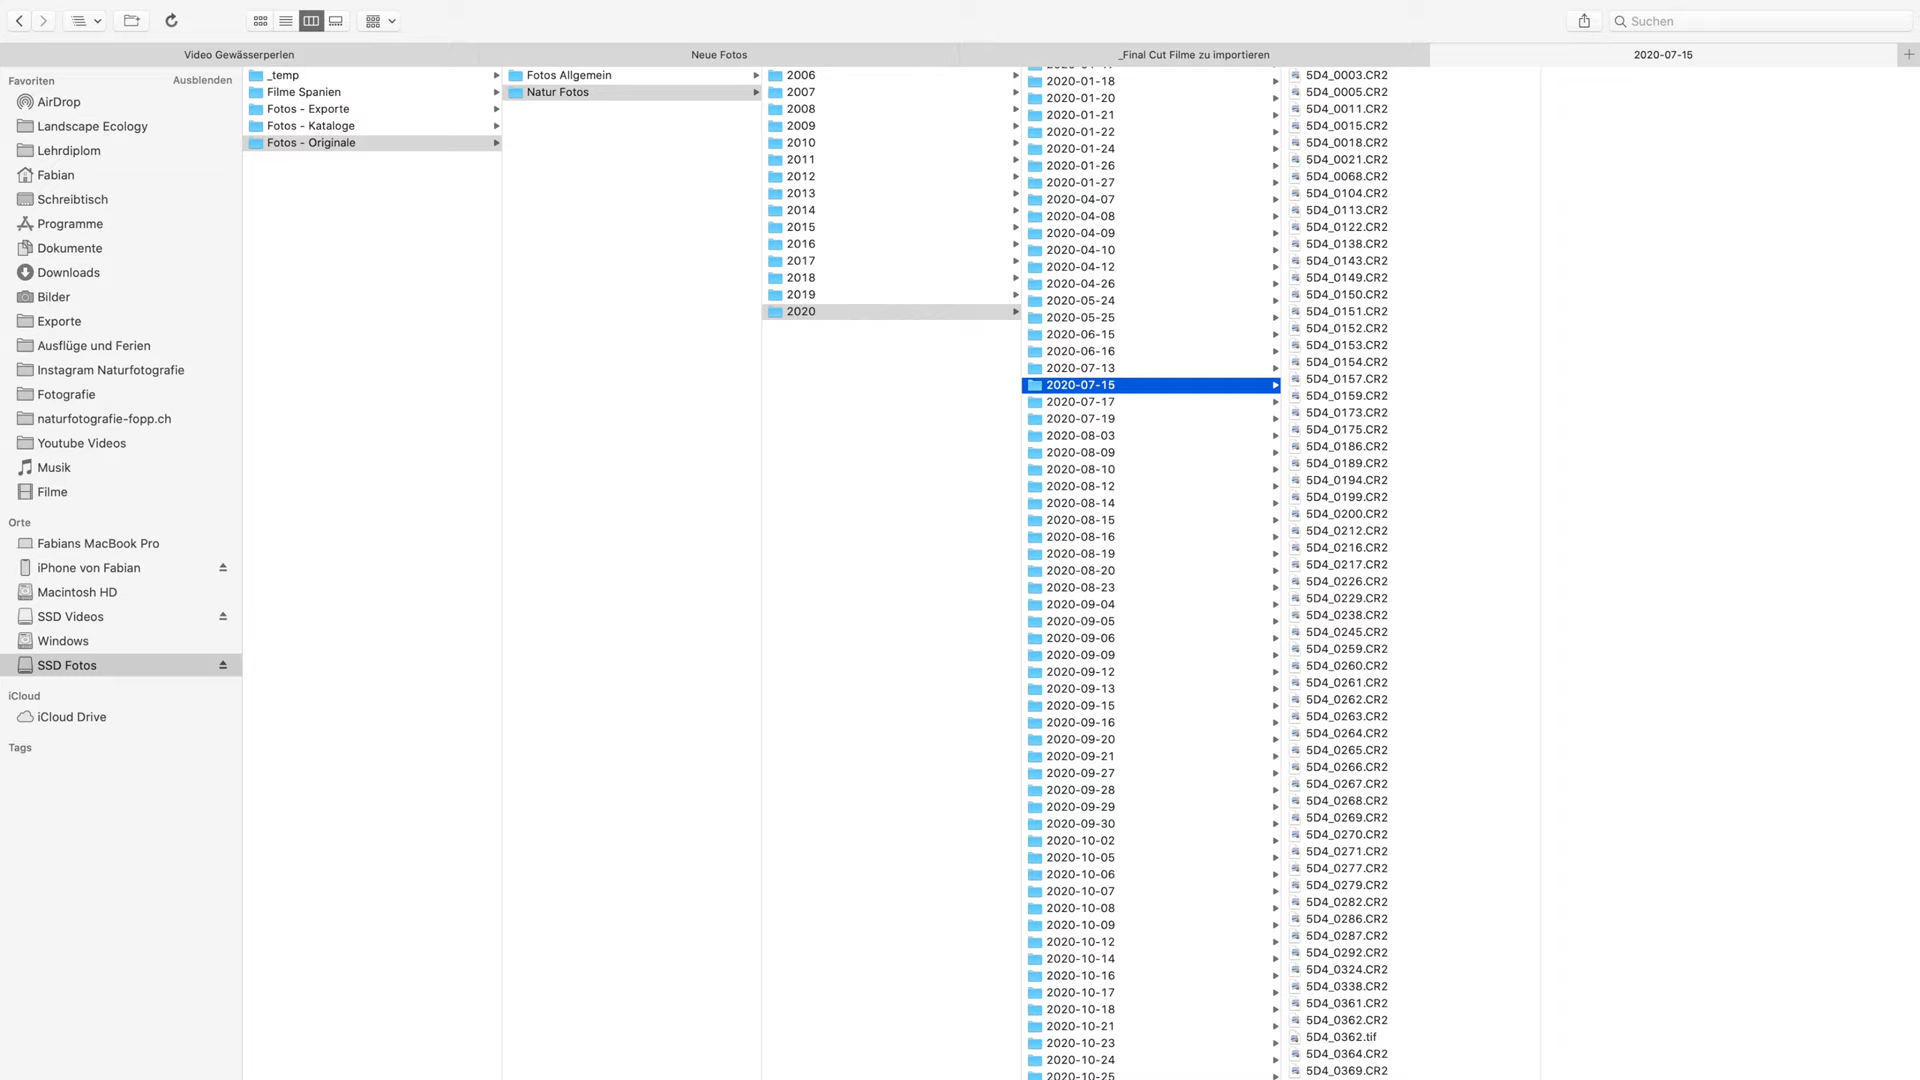 Suchen
Video Gewässerperlen
Neue Fotos
_Final Cut Filme zu importieren
2020-07-15
Favoriten
Ausblenden
AirDrop
Landscape Ecology
Lehrdiplom
Fabian
Schreibtisch
Programme
Dokumente
Downloads
Bilder
Exporte
Ausflüge und Ferien
Instagram Naturfotografie
Fotografie
naturfotografie-fopp.ch
Youtube Videos
Musik
Filme
Orte
Fabians MacBook Pro
iPhone von Fabian
Macintosh HD
SSD Videos
Windows
SSD Fotos
iCloud
iCloud Drive
Tags
_temp
Filme Spanien
Fotos - Exporte
Fotos - Kataloge
Fotos - Originale
Fotos Allgemein
Natur Fotos
2006
2007
2008
2009
2010
2011
2012
2013
2014
2015
2016
2017
2018
2019
2020
2020-01-18
2020-01-20
2020-01-21
2020-01-22
2020-01-24
2020-01-26
2020-01-27
2020-04-07
2020-04-08
2020-04-09
2020-04-10
2020-04-12
2020-04-26
2020-05-24
2020-05-25
2020-06-15
2020-06-16
2020-07-13
2020-07-15
2020-07-17
2020-07-19
2020-08-03
2020-08-09
2020-08-10
2020-08-12
2020-08-14
2020-08-15
2020-08-16
2020-08-19
2020-08-20
2020-08-23
2020-09-04
2020-09-05
2020-09-06
2020-09-09
2020-09-12
2020-09-13
2020-09-15
2020-09-16
2020-09-20
2020-09-21
2020-09-27
2020-09-28
2020-09-29
2020-09-30
2020-10-02
2020-10-05
2020-10-06
2020-10-07
2020-10-08
2020-10-09
2020-10-12
2020-10-14
2020-10-16
2020-10-17
2020-10-18
2020-10-21
2020-10-23
2020-10-24
2020-10-25
5D4_0003.CR2
5D4_0005.CR2
5D4_0011.CR2
5D4_0015.CR2
5D4_0018.CR2
5D4_0021.CR2
5D4_0068.CR2
5D4_0104.CR2
5D4_0113.CR2
5D4_0122.CR2
5D4_0138.CR2
5D4_0143.CR2
5D4_0149.CR2
5D4_0150.CR2
5D4_0151.CR2
5D4_0152.CR2
5D4_0153.CR2
5D4_0154.CR2
5D4_0157.CR2
5D4_0159.CR2
5D4_0173.CR2
5D4_0175.CR2
5D4_0186.CR2
5D4_0189.CR2
5D4_0194.CR2
5D4_0199.CR2
5D4_0200.CR2
5D4_0212.CR2
5D4_0216.CR2
5D4_0217.CR2
5D4_0226.CR2
5D4_0229.CR2
5D4_0238.CR2
5D4_0245.CR2
5D4_0259.CR2
5D4_0260.CR2
5D4_0261.CR2
5D4_0262.CR2
5D4_0263.CR2
5D4_0264.CR2
5D4_0265.CR2
5D4_0266.CR2
5D4_0267.CR2
5D4_0268.CR2
5D4_0269.CR2
5D4_0270.CR2
5D4_0271.CR2
5D4_0277.CR2
5D4_0279.CR2
5D4_0282.CR2
5D4_0286.CR2
5D4_0287.CR2
5D4_0292.CR2
5D4_0324.CR2
5D4_0338.CR2
5D4_0361.CR2
5D4_0362.CR2
5D4_0362.tif
5D4_0364.CR2
5D4_0369.CR2